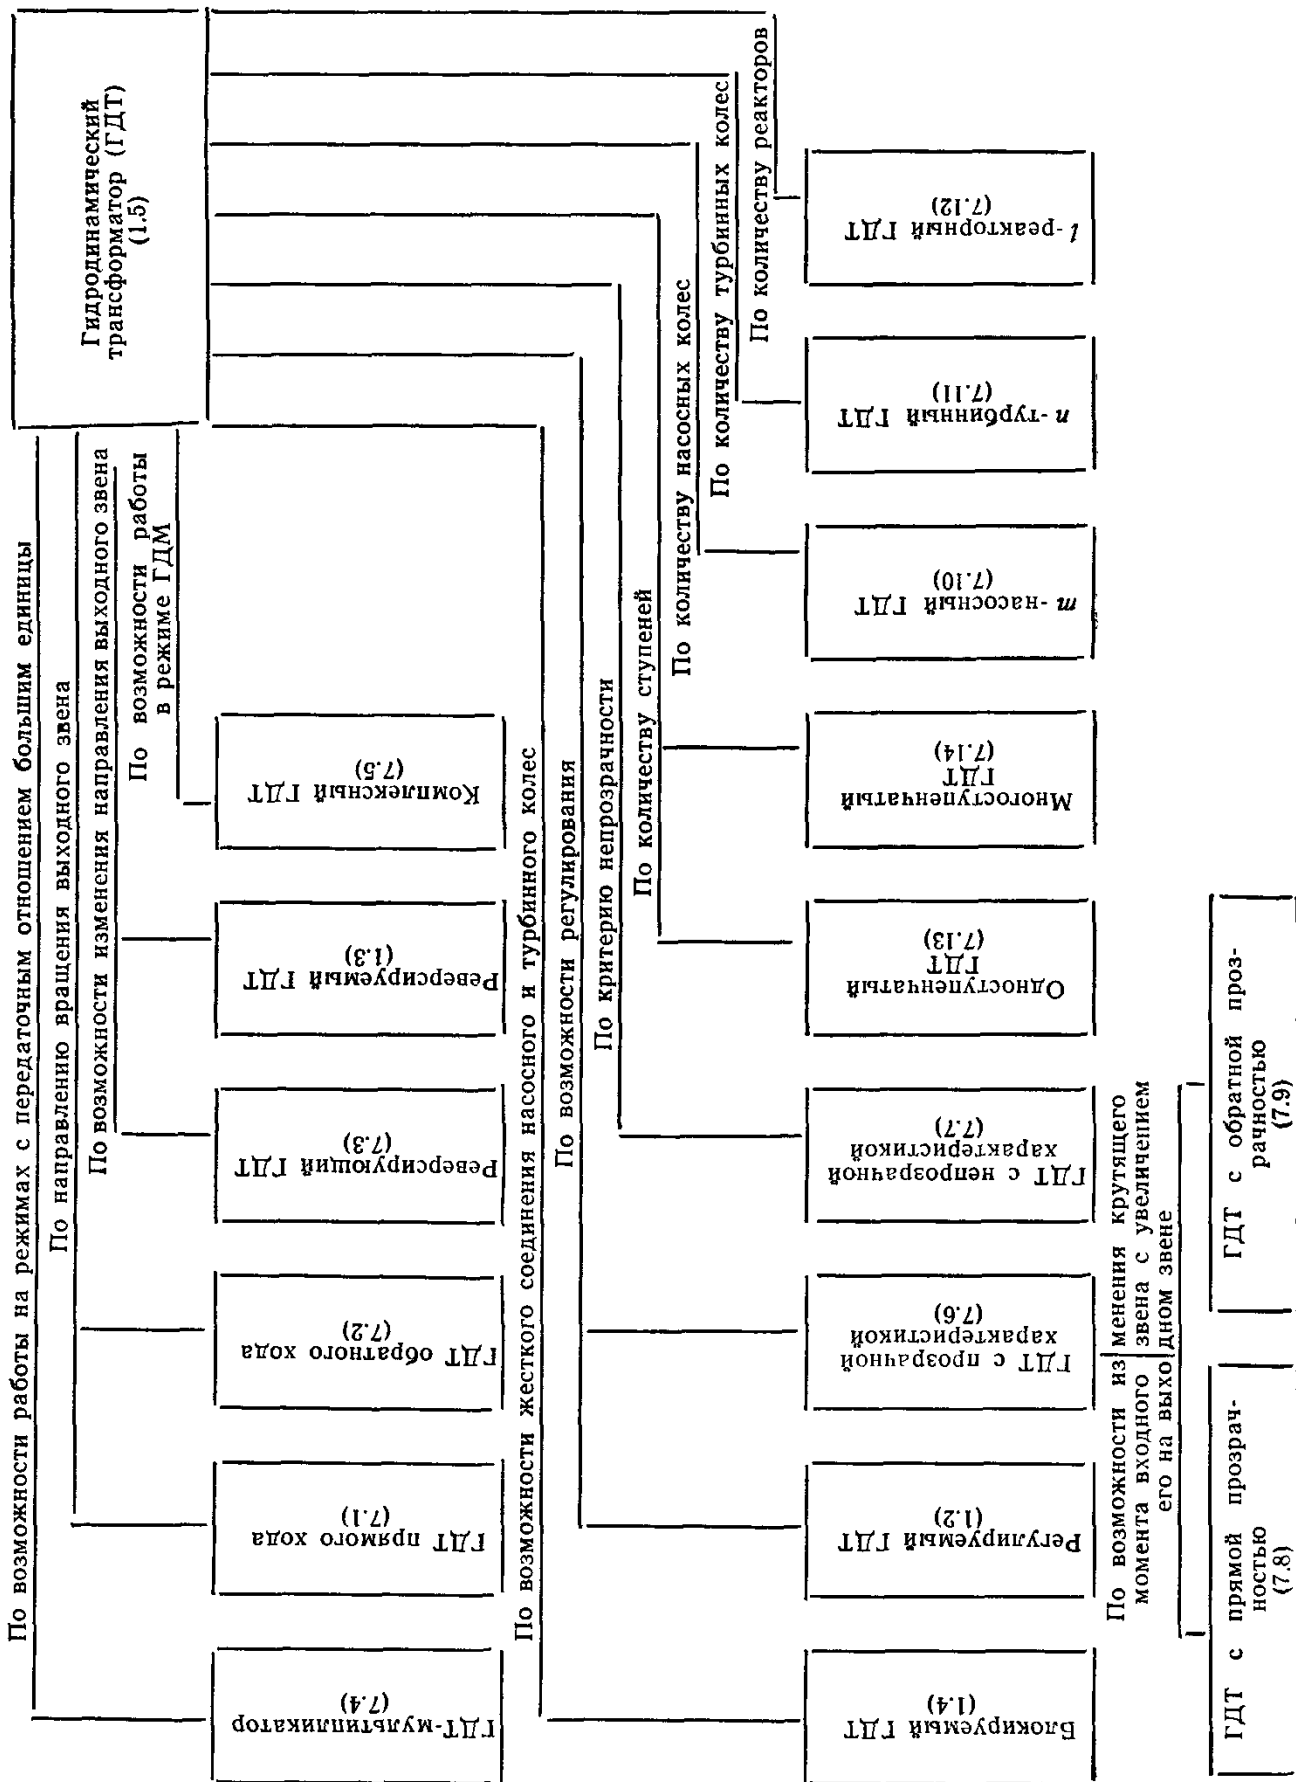 Гидродинамический
трансформатор (ГДТ)
(1.5)
По возможности работы на режимах с передаточным отношением большим единицы
По направлению вращения выходного звена
По возможности изменения направления выходного звена
По возможности работы
в режиме ГДМ
ГДТ-мультипликатор
(7.4)
ГДТ прямого хода
(7.1)
ГДТ обратного хода
(7.2)
Реверсирующий ГДТ
(7.3)
Реверсируемый ГДТ
(1.3)
Комплексный ГДТ
(7.5)
По возможности жесткого соединения насосного и турбинного колес
По возможности регулирования
По критерию непрозрачности
По количеству ступеней
По количеству насосных колес
По количеству турбинных колес
По количеству реакторов
Блокируемый ГДТ
(1.4)
Регулируемый ГДТ
(1.2)
ГДТ с прозрачной
характеристикой
(7.6)
ГДТ с непрозрачной
характеристикой
(7.7)
Одноступенчатый
ГДТ
(7.13)
Многоступенчатый
ГДТ
(7.14)
m-насосный ГДТ
(7.10)
n-турбинный ГДТ
(7.11)
l-реакторный ГДТ
(7.12)
По возможности изменения крутящего
момента входного звена с увеличением
его на выходном звене
ГДТ с прямой прозрач-
ностью
(7.8)
ГДТ с обратной проз-
рачностью
(7.9)